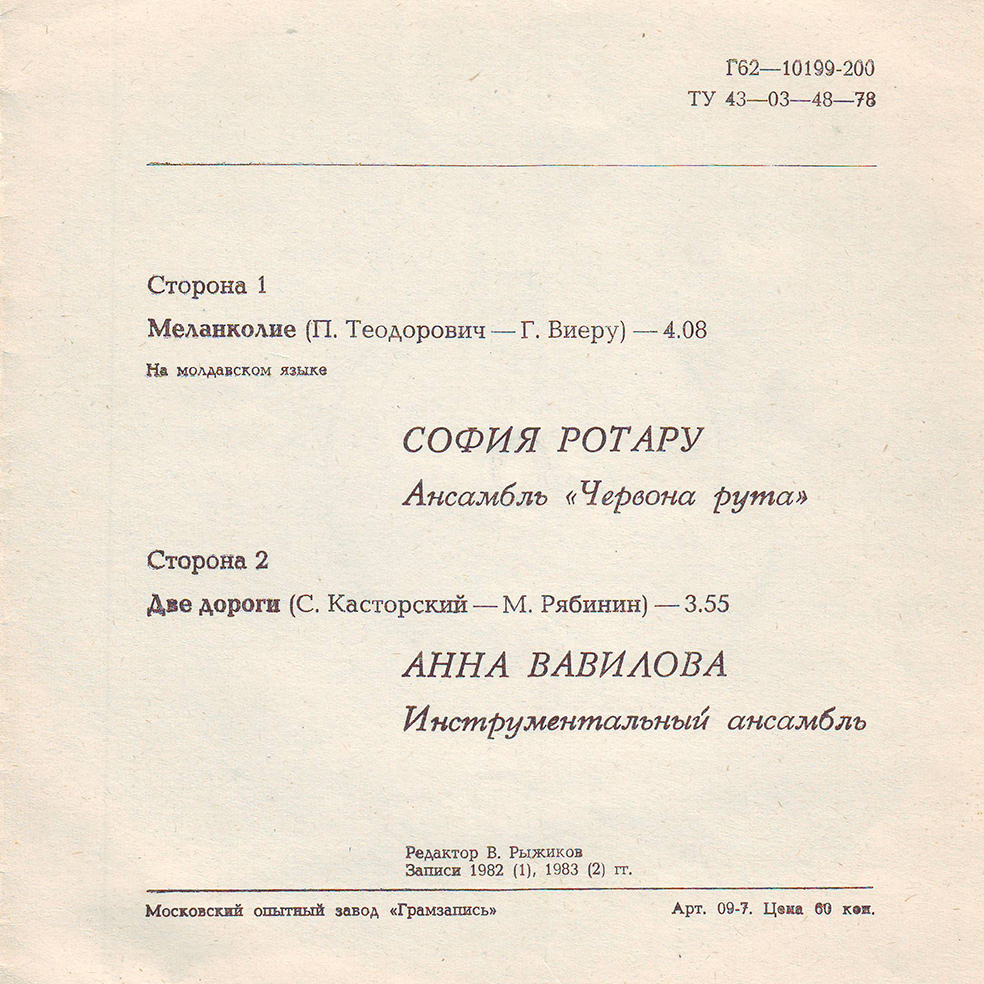 Г62—10199-200
ТУ 43—03—48—78
Сторона 1
Меланколие (П. Теодорович — Г. Виеру) — 4.08
На молдавском языке
СОФИЯ РОТАРУ
Ансамбль «Червона рута»
Сторона 2
Две дороги (С. Касторский — М. Рябинин) — 3.55
АННА ВАВИЛОВА
Инструментальный ансамбль
Редактор В. Рыжиков
Записи 1982 (1), 1983 (2) гг.
Московский опытный завод «Грамзапись»
Арт. 09-7. Цена 60 коп.